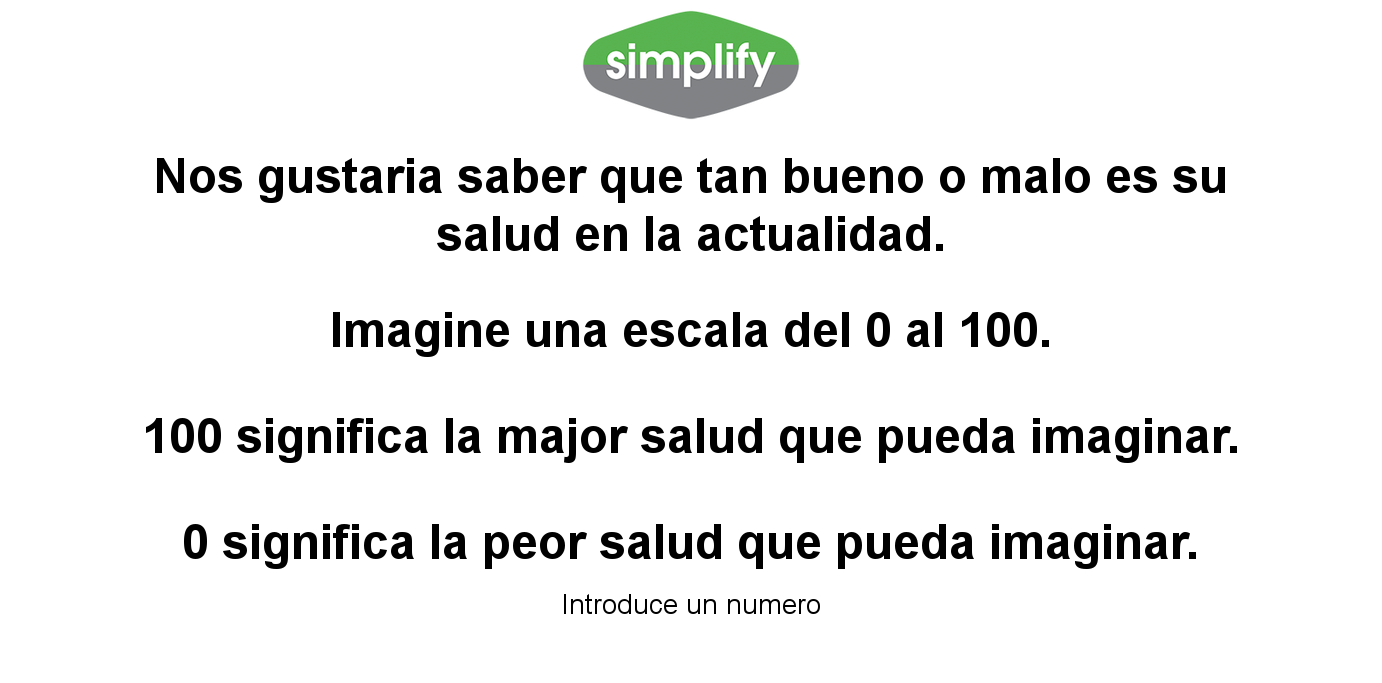 simplify
Nos gustaria saber que tan bueno o malo es su
salud en la actualidad.
Imagine una escala del 0 al 100.
100 significa la major salud que pueda imaginar.
0 significa la peor salud que pueda imaginar.
Introduce un numero